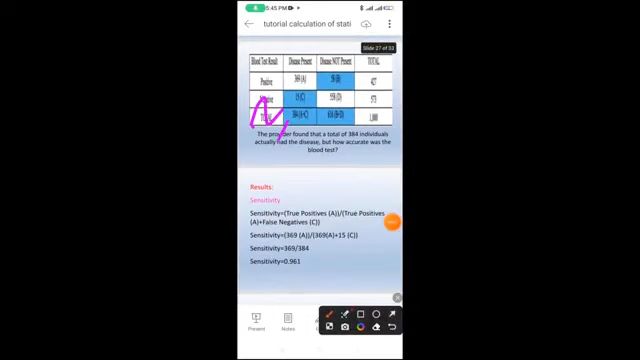 5:45 PM
tutorial calculation of stati
Slide 27 of 33
Blood Test Result Disease Present Disease NOT Present TOTAL
Positive 369 (A) 58 (B) 427
15 (C) 558 (D) 573
TOTAL 384 (A+C) 616 (B+D) 1,000
The provider found that a total of 384 individuals
actually had the disease, but how accurate was the
blood test?
Results:
Sensitivity
Sensitivity=(True Positives (A))/(True Positives
(A)+False Negatives (C))
Sensitivity=(369 (A))/(369(A)+15 (C))
Sensitivity=369/384
Sensitivity=0.961
Present Notes